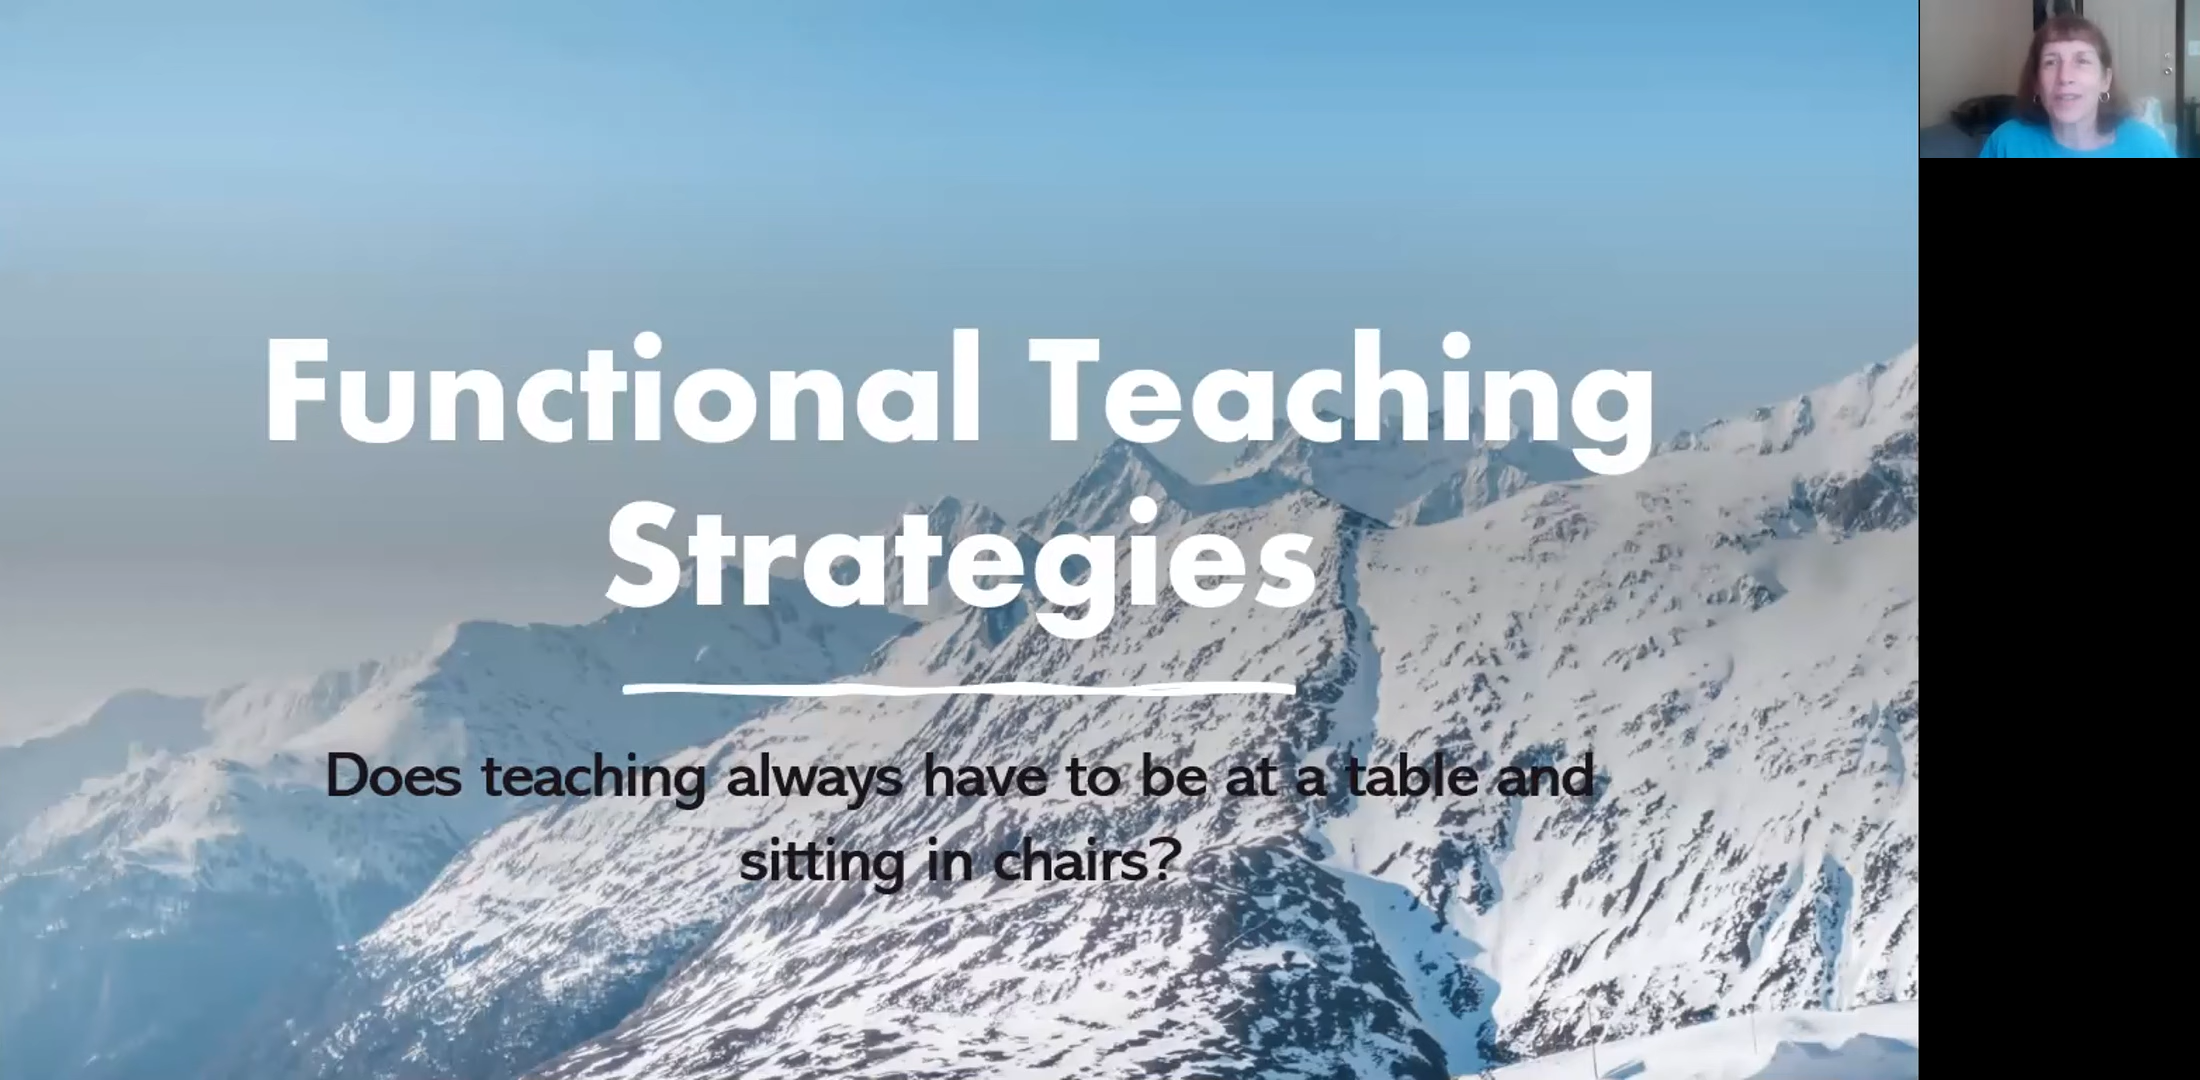 Functional Teaching
Strategies
Does teaching always have to be at a table and
sitting in chairs?